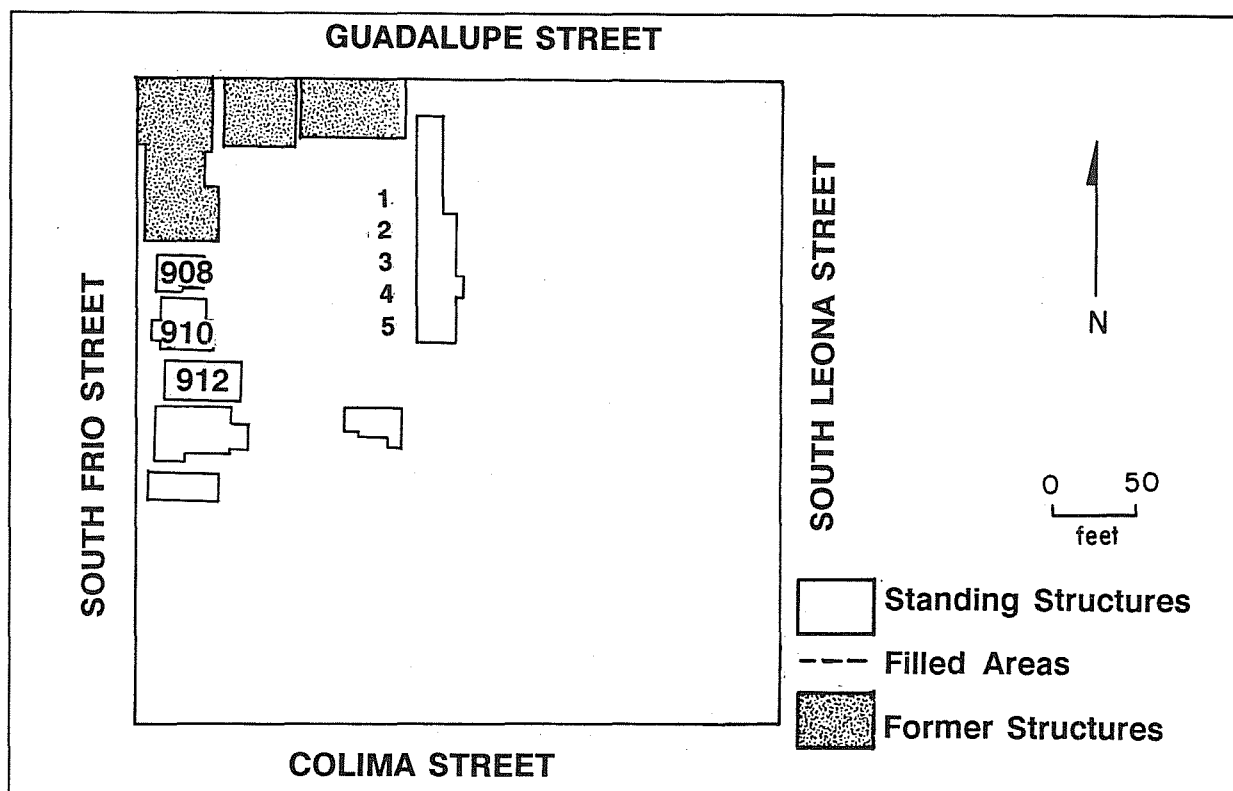 GUADALUPE STREET
1
2
3
4
5
908
910
912
SOUTH FRIO STREET
SOUTH LEONA STREET
N
0 50
feet
Standing Structures
Filled Areas
Former Structures
COLIMA STREET